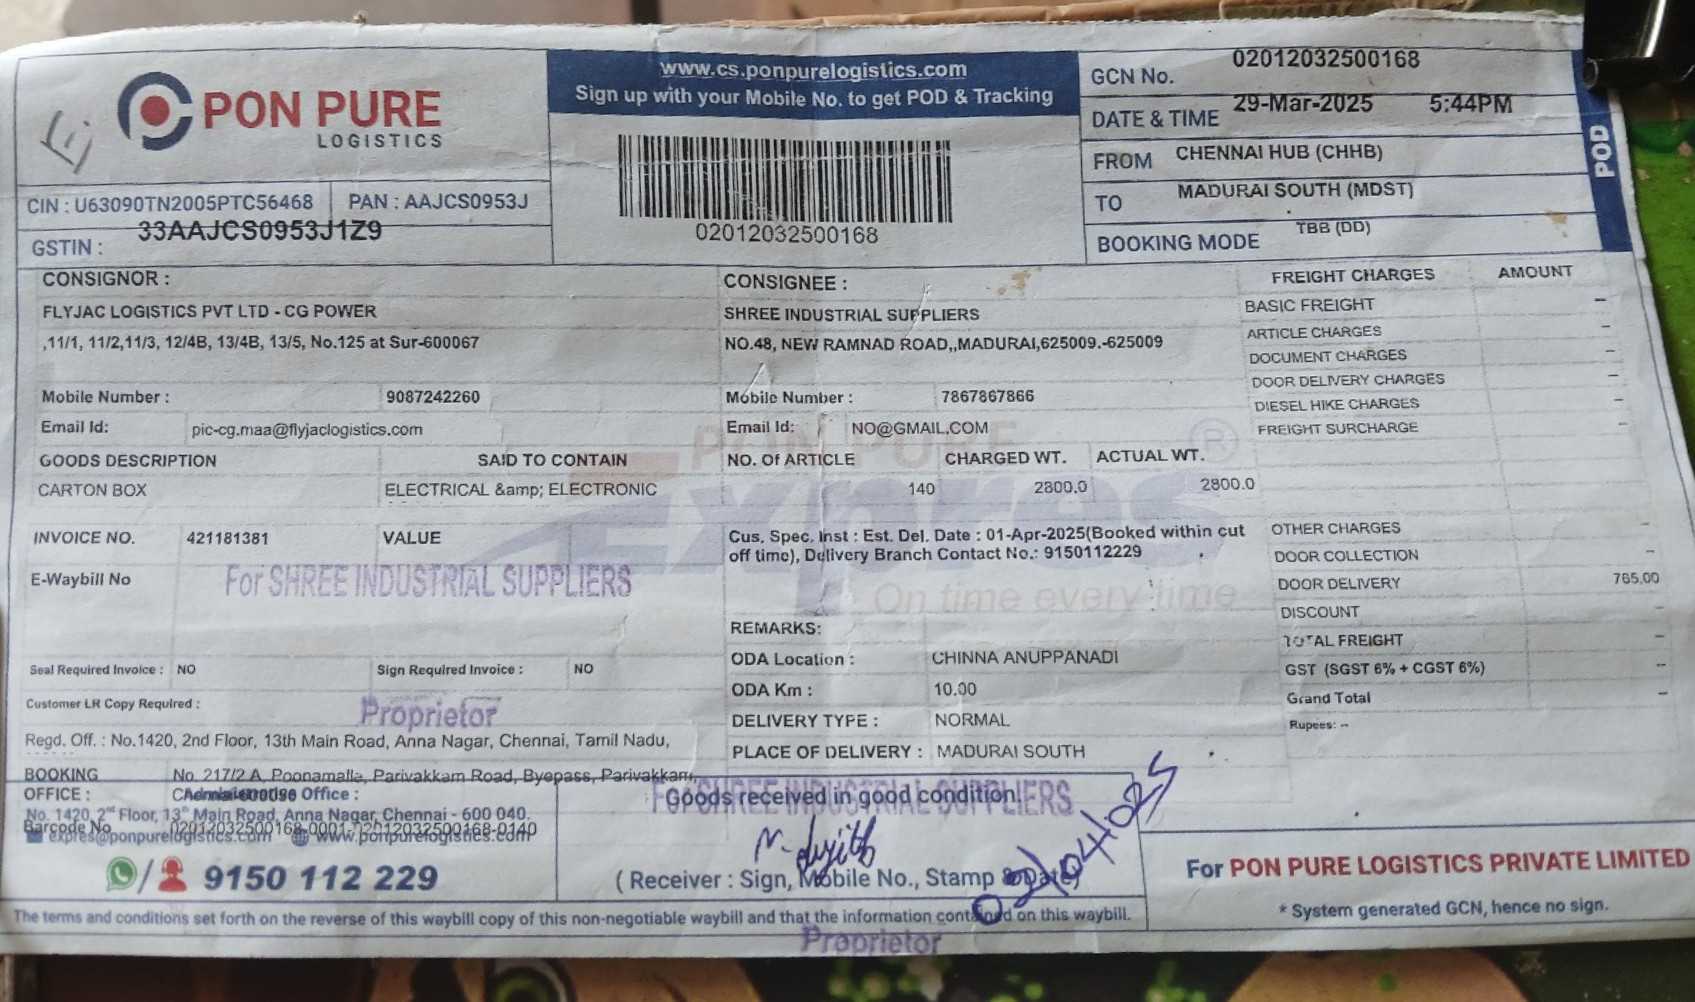 E.
PON PURE
LOGISTICS
CIN : U63090TN2005PTC56468 PAN : AAJCS0953J
GSTIN : 33AAJCS0953J1Z9
www.cs.ponpurelogistics.com
Sign up with your Mobile No. to get POD & Tracking
02012032500168
GCN No. 02012032500168
DATE & TIME 29-Mar-2025 5:44PM
FROM CHENNAI HUB (CHHB)
TO MADURAI SOUTH (MDST)
BOOKING MODE TBB (DD)
POD
CONSIGNOR :
FLYJAC LOGISTICS PVT LTD - CG POWER
,11/1, 11/2,11/3, 12/4B, 13/4B, 13/5, No.125 at Sur-600067
Mobile Number : 9087242260
Email Id: pic-cg.maa@flyjaclogistics.com
CONSIGNEE :
SHREE INDUSTRIAL SUPPLIERS
NO.48, NEW RAMNAD ROAD,,MADURAI,625009.-625009
Mobile Number : 7867867866
Email Id: NO@GMAIL.COM
GOODS DESCRIPTION SAID TO CONTAIN NO. Of ARTICLE CHARGED WT. ACTUAL WT.
CARTON BOX ELECTRICAL &amp; ELECTRONIC 140 2800.0 2800.0
PON PURE ®
Expres
On time every time
INVOICE NO. 421181381 VALUE
E-Waybill No
For SHREE INDUSTRIAL SUPPLIERS
Seal Required Invoice : NO Sign Required Invoice : NO
Customer LR Copy Required :
Proprietor
Cus. Spec. Inst : Est. Del. Date : 01-Apr-2025(Booked within cut
off time), Delivery Branch Contact No.: 9150112229
REMARKS:
ODA Location : CHINNA ANUPPANADI
ODA Km : 10.00
DELIVERY TYPE : NORMAL
PLACE OF DELIVERY : MADURAI SOUTH
FREIGHT CHARGES AMOUNT
BASIC FREIGHT --
ARTICLE CHARGES --
DOCUMENT CHARGES --
DOOR DELIVERY CHARGES --
DIESEL HIKE CHARGES --
FREIGHT SURCHARGE --
OTHER CHARGES
DOOR COLLECTION --
DOOR DELIVERY 765.00
DISCOUNT --
TOTAL FREIGHT --
GST (SGST 6% + CGST 6%) --
Grand Total --
Rupees: --
Regd. Off. : No.1420, 2nd Floor, 13th Main Road, Anna Nagar, Chennai, Tamil Nadu,
BOOKING OFFICE : No. 217/2 A, Poonamalle, Parivakkam Road, Byepass, Parivakkam,
Administrative Office :
No. 1420, 2nd Floor, 13th Main Road, Anna Nagar, Chennai - 600 040.
Barcode No 02012032500168-0001-02012032500168-0140
expres@ponpurelogistics.com www.ponpurelogistics.com
/ 9150 112 229
For SHREE INDUSTRIAL SUPPLIERS
Goods received in good condition.
02/04/025
( Receiver : Sign, Mobile No., Stamp & Date)
Proprietor
The terms and conditions set forth on the reverse of this waybill copy of this non-negotiable waybill and that the information contained on this waybill.
For PON PURE LOGISTICS PRIVATE LIMITED
* System generated GCN, hence no sign.